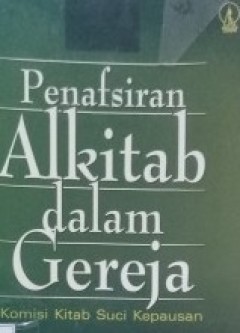 Penafsiran
Alkitab
dalam
Gereja
Komisi Kitab Suci Kepausan